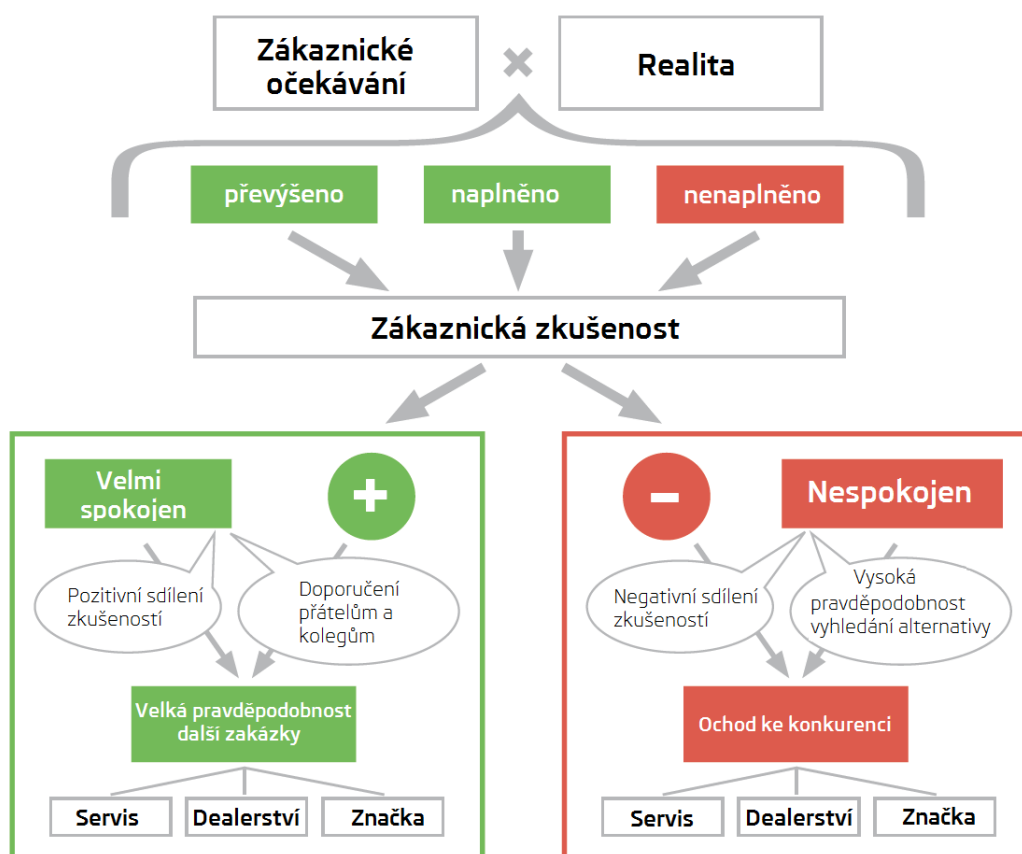 Zákaznické
očekávání
×
Realita
převýšeno
naplněno
nenaplněno
Zákaznická zkušenost
Velmi
spokojen
+
Pozitivní sdílení
zkušeností
Doporučení
přátelům a
kolegům
Velká pravděpodobnost
další zakázky
Servis
Dealerství
Značka
–
Nespokojen
Negativní sdílení
zkušeností
Vysoká
pravděpodobnost
vyhledání alternativy
Ochod ke konkurenci
Servis
Dealerství
Značka